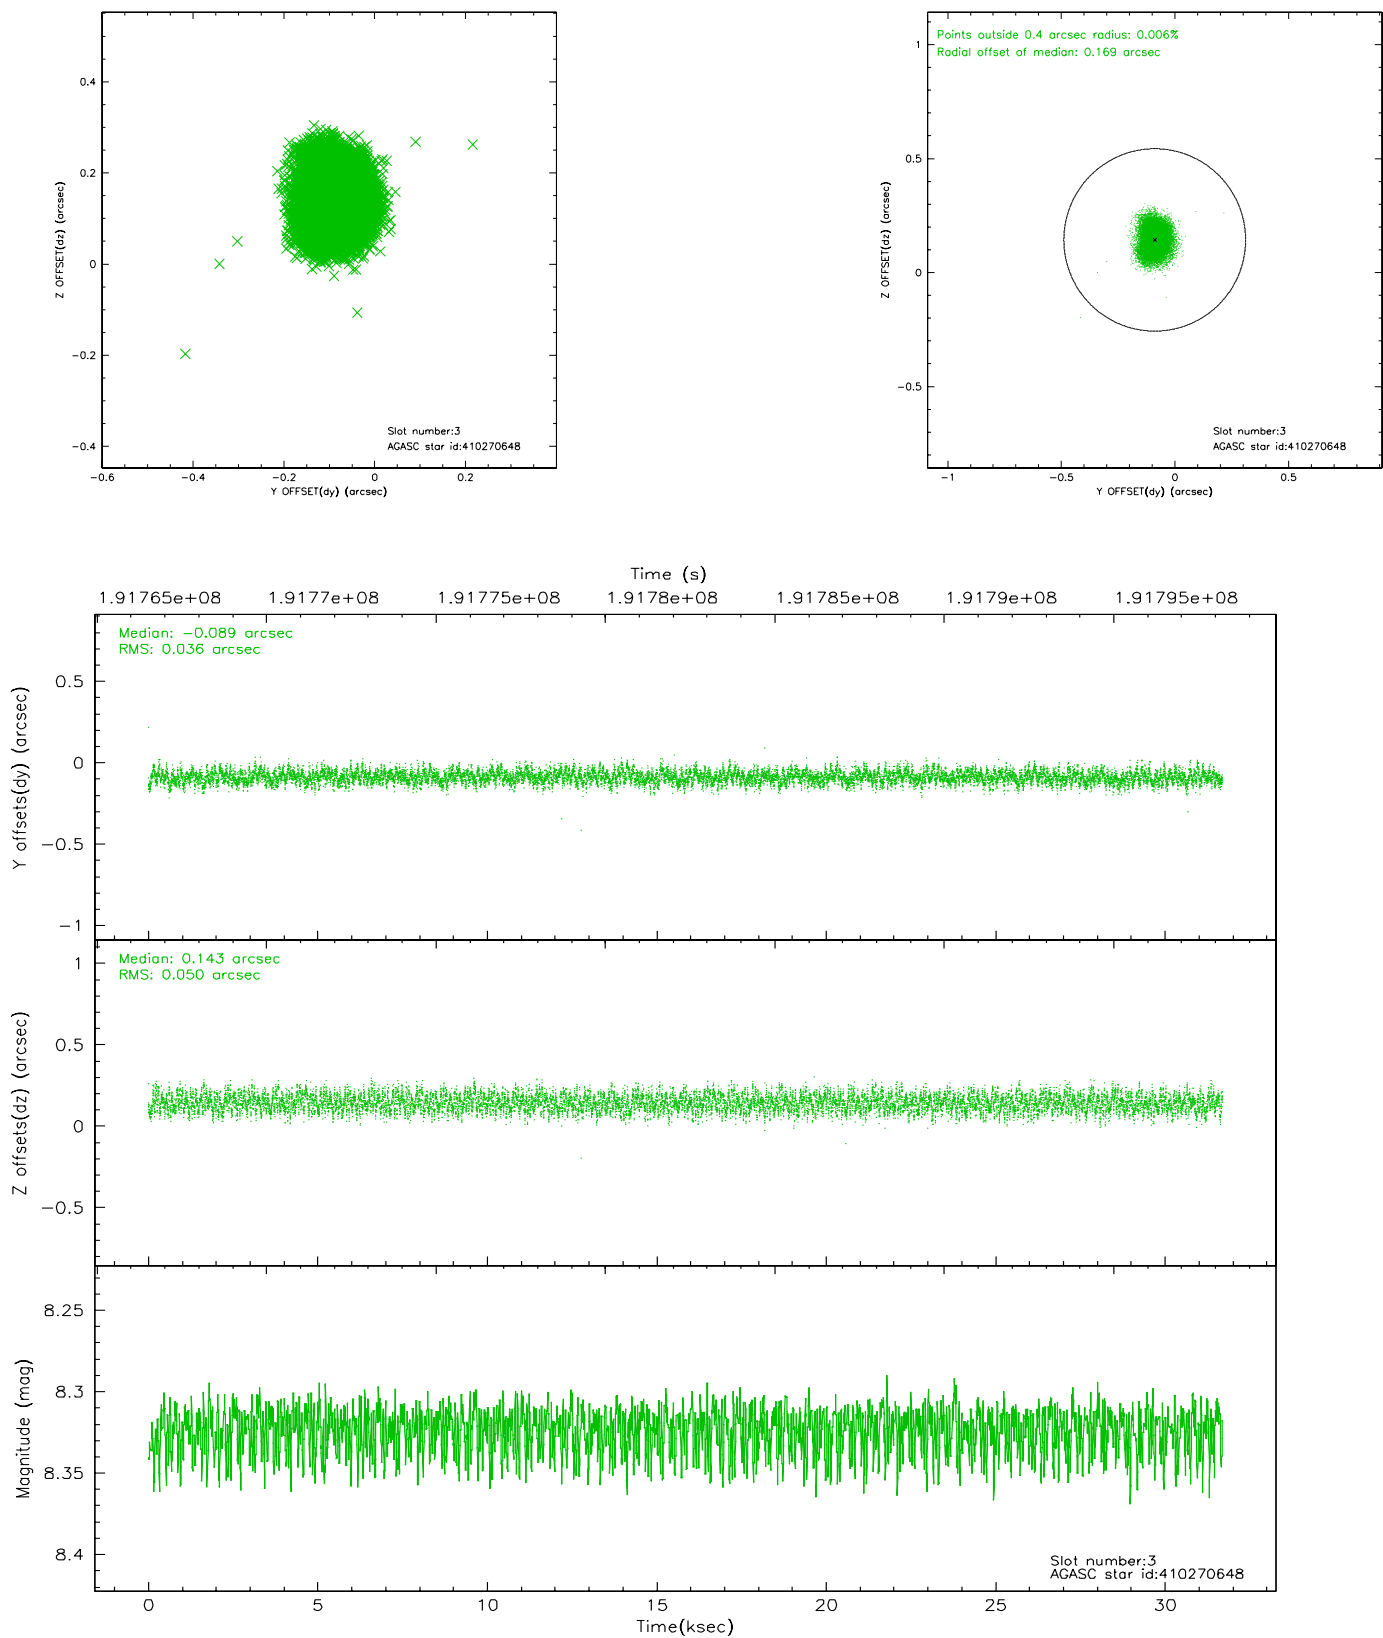 0.4
0.2
0
−0.2
−0.4
Z OFFSET(dz) (arcsec)
Slot number:3
AGASC star id:410270648
−0.6
−0.4
−0.2
0
0.2
Y OFFSET(dy) (arcsec)
Points outside 0.4 arcsec radius: 0.006%
Radial offset of median: 0.169 arcsec
1
0.5
0
−0.5
Z OFFSET(dz) (arcsec)
Slot number:3
AGASC star id:410270648
−1
−0.5
0
0.5
Y OFFSET(dy) (arcsec)
Time (s)
1.91765e+08
1.9177e+08
1.91775e+08
1.9178e+08
1.91785e+08
1.9179e+08
1.91795e+08
Median: −0.089 arcsec
RMS: 0.036 arcsec
0.5
0
−0.5
−1
Y offsets(dy) (arcsec)
Median: 0.143 arcsec
RMS: 0.050 arcsec
1
0.5
0
−0.5
Z offsets(dz) (arcsec)
8.25
8.3
8.35
8.4
Magnitude (mag)
Slot number:3
AGASC star id:410270648
0
5
10
15
20
25
30
Time(ksec)